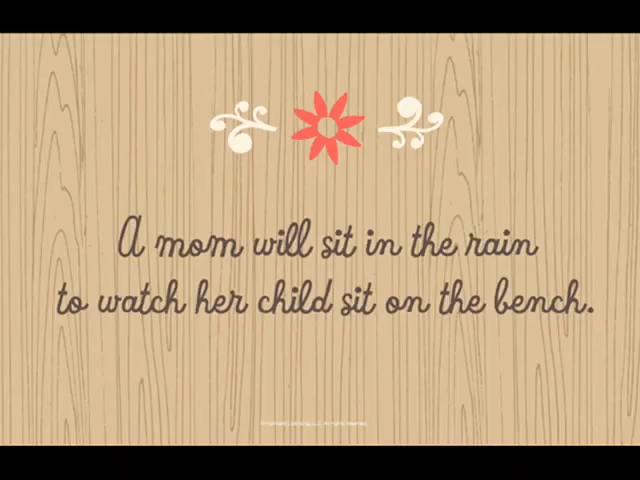 A mom will sit in the rain
to watch her child sit on the bench.